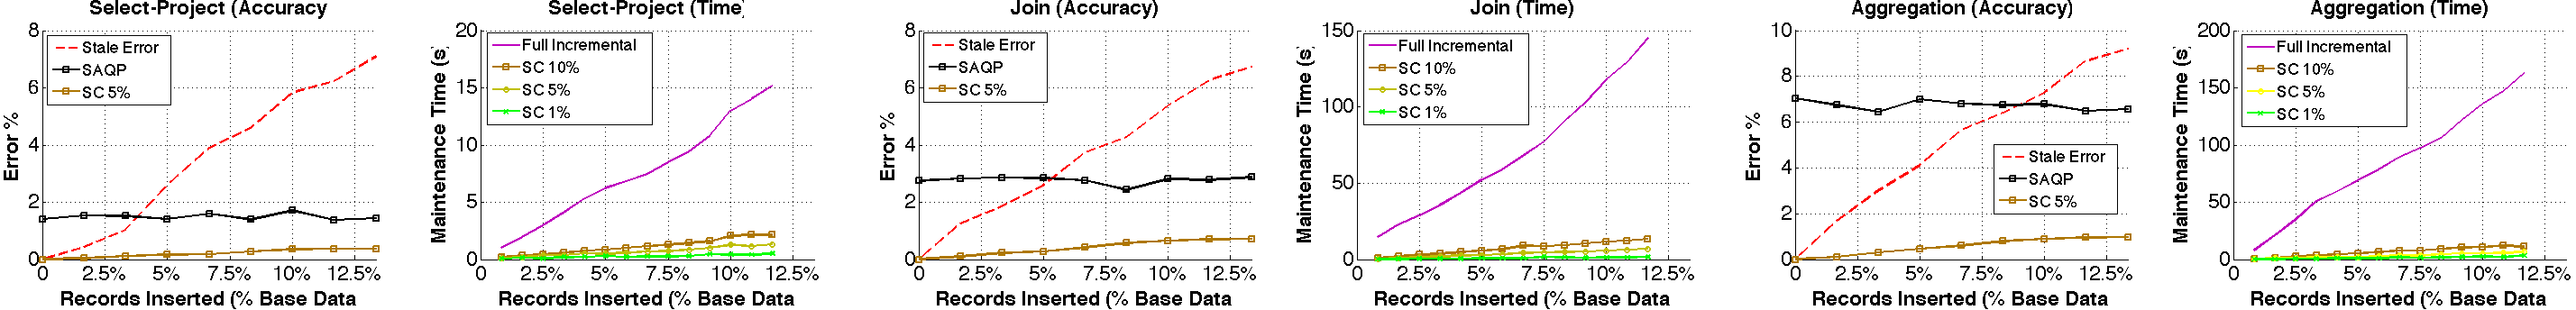 Select-Project (Accuracy
8
6
4
2
0
Error %
Stale Error
SAQP
SC 5%
0 2.5% 5% 7.5% 10% 12.5%
Records Inserted (% Base Data
Select-Project (Time)
20
15
10
5
0
Maintenance Time (s)
Full Incremental
SC 10%
SC 5%
SC 1%
0 2.5% 5% 7.5% 10% 12.5%
Records Inserted (% Base Data
Join (Accuracy)
8
6
4
2
0
Error %
Stale Error
SAQP
SC 5%
0 2.5% 5% 7.5% 10% 12.5%
Records Inserted (% Base Data
Join (Time)
150
100
50
0
Maintenance Time (s)
Full Incremental
SC 10%
SC 5%
SC 1%
0 2.5% 5% 7.5% 10% 12.5%
Records Inserted (% Base Data
Aggregation (Accuracy)
10
8
6
4
2
0
Error %
Stale Error
SAQP
SC 5%
0 2.5% 5% 7.5% 10% 12.5%
Records Inserted (% Base Data
Aggregation (Time)
200
150
100
50
0
Maintenance Time (s)
Full Incremental
SC 10%
SC 5%
SC 1%
0 2.5% 5% 7.5% 10% 12.5%
Records Inserted (% Base Data